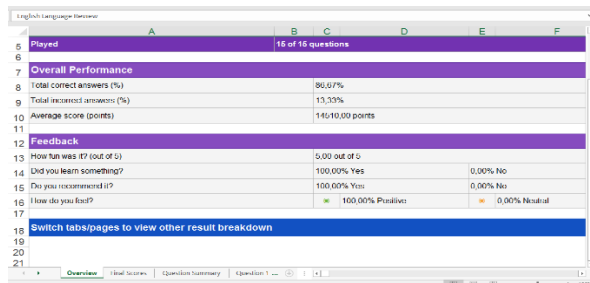 English Language Review
A B C D E F
5 Played 15 of 15 questions
6
7 Overall Performance
8 Total correct answers (%) 86,67%
9 Total incorrect answers (%) 13,33%
10 Average score (points) 14510,00 points
11
12 Feedback
13 How fun was it? (out of 5) 5,00 out of 5
14 Did you learn something? 100,00% Yes 0,00% No
15 Do you recommend it? 100,00% Yes 0,00% No
16 How do you feel? 100,00% Positive 0,00% Neutral
17
18 Switch tabs/pages to view other result breakdown
19
20
21
Overview Final Scores Question Summary Question 1 ...